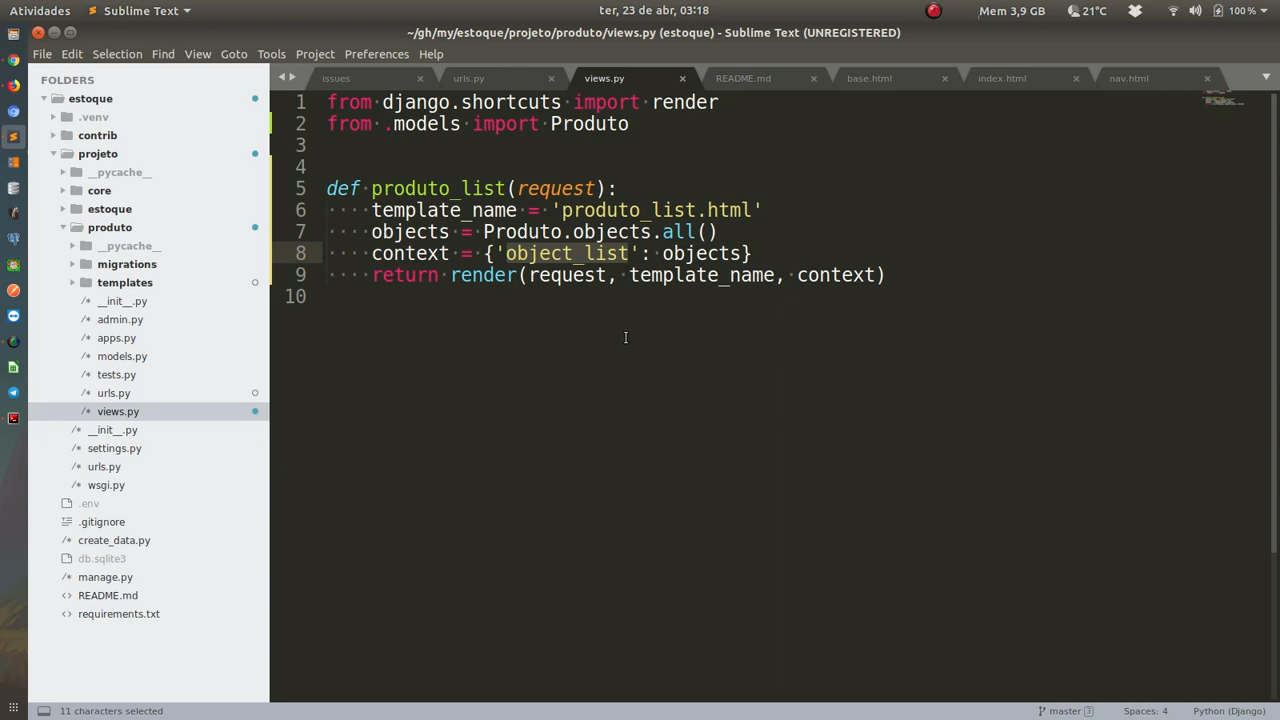 Atividades
Sublime Text
ter, 23 de abr, 03:18
Mem 3,9 GB
21°C
100 %
~/gh/my/estoque/projeto/produto/views.py (estoque) - Sublime Text (UNREGISTERED)
File Edit Selection Find View Goto Tools Project Preferences Help
FOLDERS
estoque
.venv
contrib
projeto
__pycache__
core
estoque
produto
__pycache__
migrations
templates
__init__.py
admin.py
apps.py
models.py
tests.py
urls.py
views.py
__init__.py
settings.py
urls.py
wsgi.py
.env
.gitignore
create_data.py
db.sqlite3
manage.py
README.md
requirements.txt
issues
urls.py
views.py
README.md
base.html
index.html
nav.html
1 from django.shortcuts import render
2 from .models import Produto
3
4
5 def produto_list(request):
6     template_name = 'produto_list.html'
7     objects = Produto.objects.all()
8     context = {'object_list': objects}
9     return render(request, template_name, context)
10
11 characters selected
master 3
Spaces: 4
Python (Django)